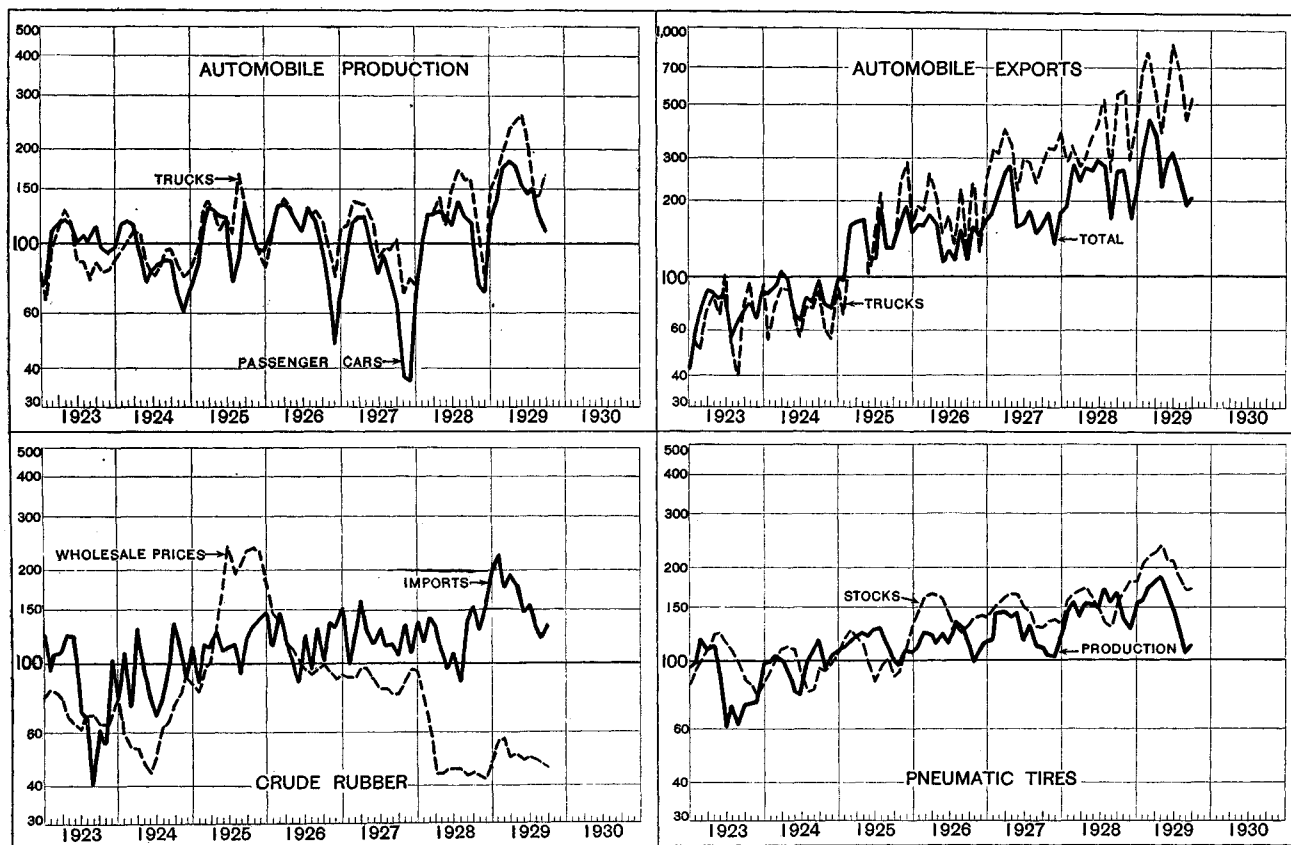 500
400
300
200
150
100
60
40
30
AUTOMOBILE PRODUCTION
TRUCKS
PASSENGER CARS
1923 1924 1925 1926 1927 1928 1929 1930
1,000
700
500
300
200
100
60
40
30
AUTOMOBILE EXPORTS
TOTAL
TRUCKS
1923 1924 1925 1926 1927 1928 1929 1930
500
400
300
200
150
100
60
40
30
WHOLESALE PRICES
IMPORTS
CRUDE RUBBER
1923 1924 1925 1926 1927 1928 1929 1930
500
400
300
200
150
100
60
40
30
STOCKS
PRODUCTION
PNEUMATIC TIRES
1923 1924 1925 1926 1927 1928 1929 1930